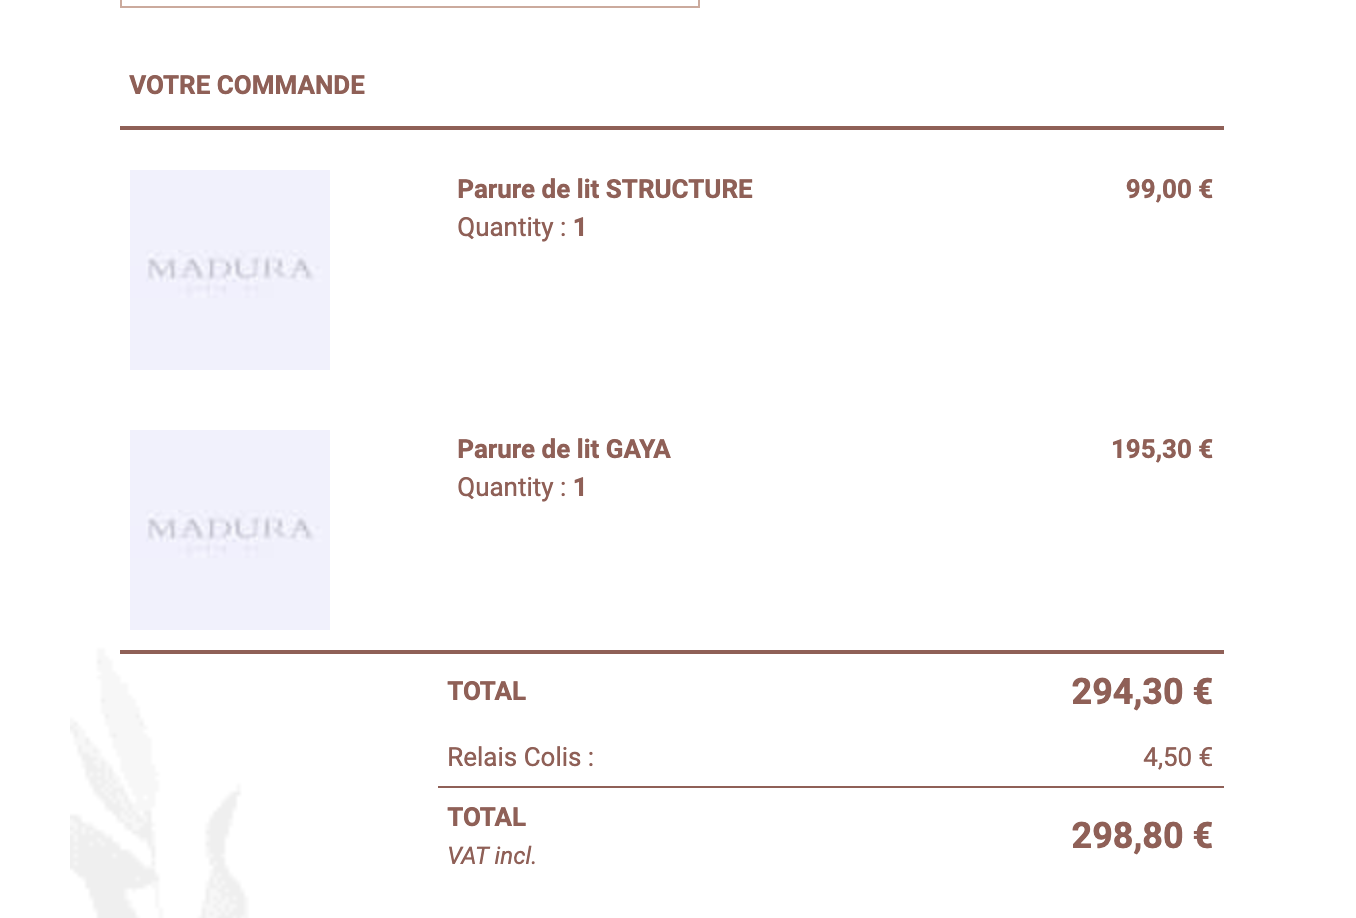 VOTRE COMMANDE
Parure de lit STRUCTURE 99,00 €
Quantity : 1
MADURA
Parure de lit GAYA 195,30 €
Quantity : 1
MADURA
TOTAL 294,30 €
Relais Colis : 4,50 €
TOTAL 298,80 €
VAT incl.